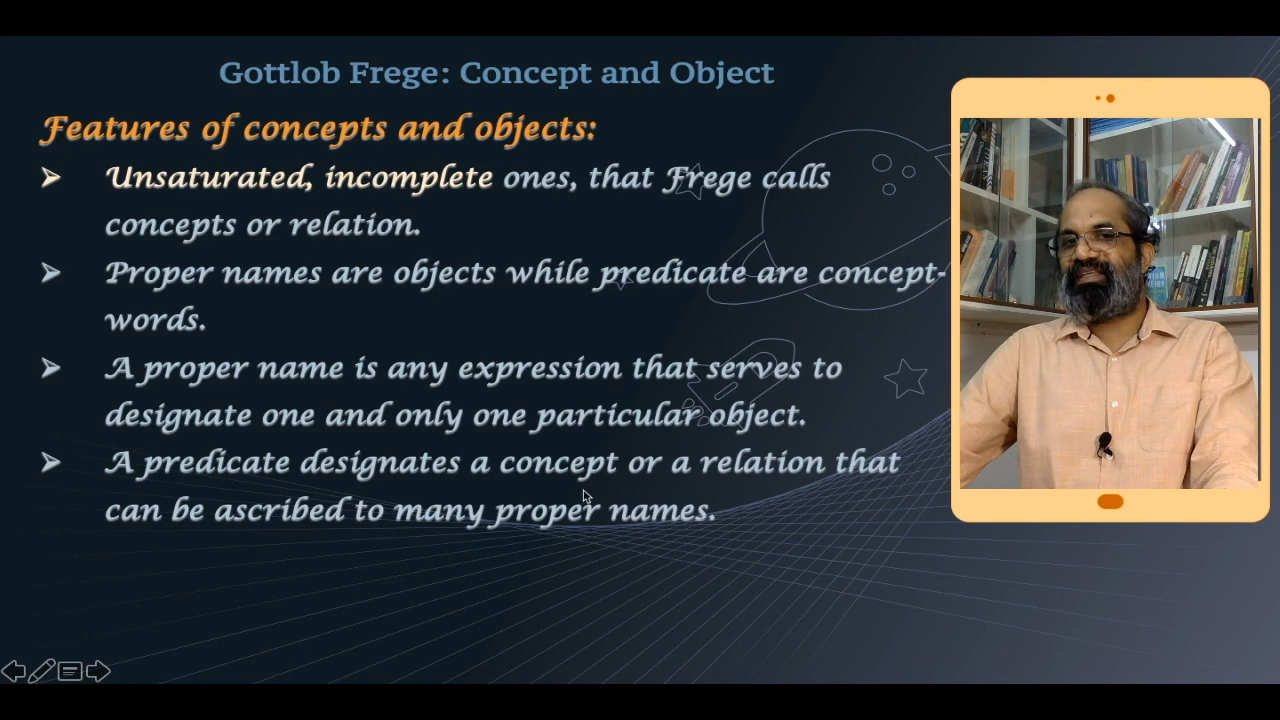 Gottlob Frege: Concept and Object
Features of concepts and objects:
➤ Unsaturated, incomplete ones, that Frege calls
concepts or relation.
➤ Proper names are objects while predicate are concept-
words.
➤ A proper name is any expression that serves to
designate one and only one particular object.
➤ A predicate designates a concept or a relation that
can be ascribed to many proper names.